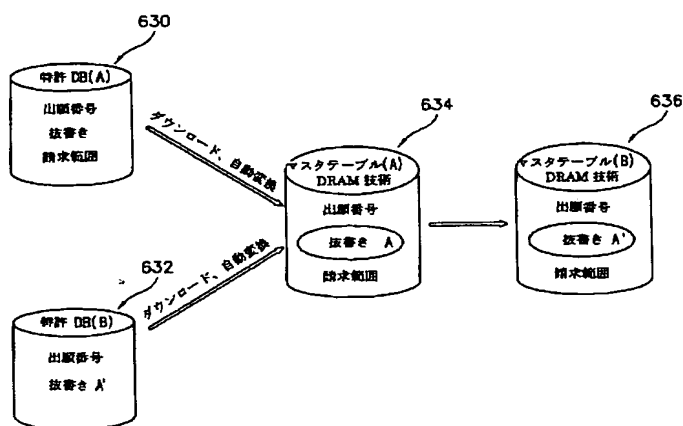 630
特許 DB(A)
出願番号
抜書き
請求範囲
ダウンロード、自動変換
634
マスタテーブル(A)
DRAM 技術
出願番号
抜書き A
請求範囲
636
マスタテーブル(B)
DRAM 技術
出願番号
抜書き A'
請求範囲
ダウンロード、自動変換
632
特許 DB(B)
出願番号
抜書き A'